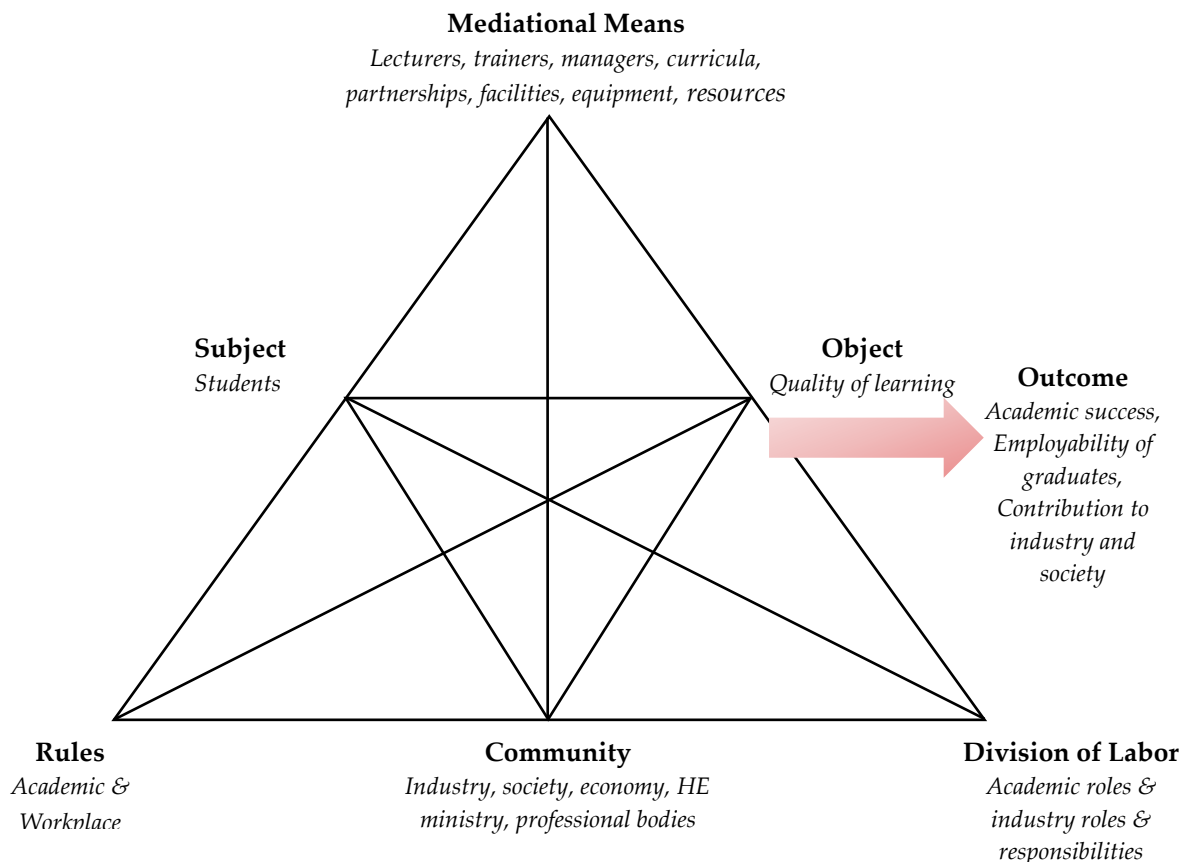 Mediational Means
Lecturers, trainers, managers, curricula,
partnerships, facilities, equipment, resources
Subject
Students
Object
Quality of learning
Outcome
Academic success,
Employability of
graduates,
Contribution to
industry and
society
Rules
Academic &
Workplace
Community
Industry, society, economy, HE
ministry, professional bodies
Division of Labor
Academic roles &
industry roles &
responsibilities